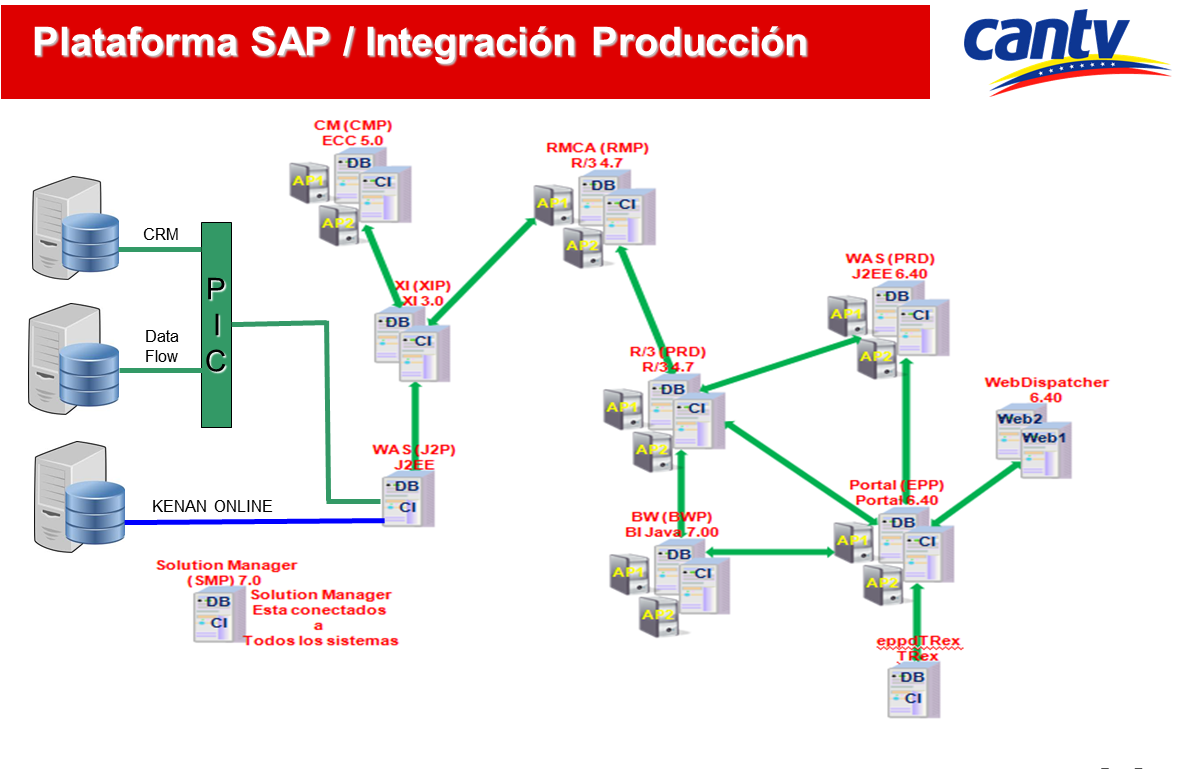 Plataforma SAP / Integración Producción
cantv
CM (CMP)
ECC 5.0
DB
CI
AP1
AP2
RMCA (RMP)
R/3 4.7
DB
CI
AP1
AP2
CRM
Data
Flow
KENAN ONLINE
P
I
C
XI (XIP)
XI 3.0
DB
CI
WAS (PRD)
J2EE 6.40
DB
CI
AP1
AP2
R/3 (PRD)
R/3 4.7
DB
CI
AP1
AP2
WebDispatcher
6.40
Web2
Web1
WAS (J2P)
J2EE
DB
CI
Portal (EPP)
Portal 6.40
DB
CI
AP1
AP2
BW (BWP)
BI Java 7.00
DB
CI
AP1
AP2
Solution Manager
(SMP) 7.0
DB
CI
Solution Manager
Esta conectados
a
Todos los sistemas
eppdTRex
TRex
DB
CI